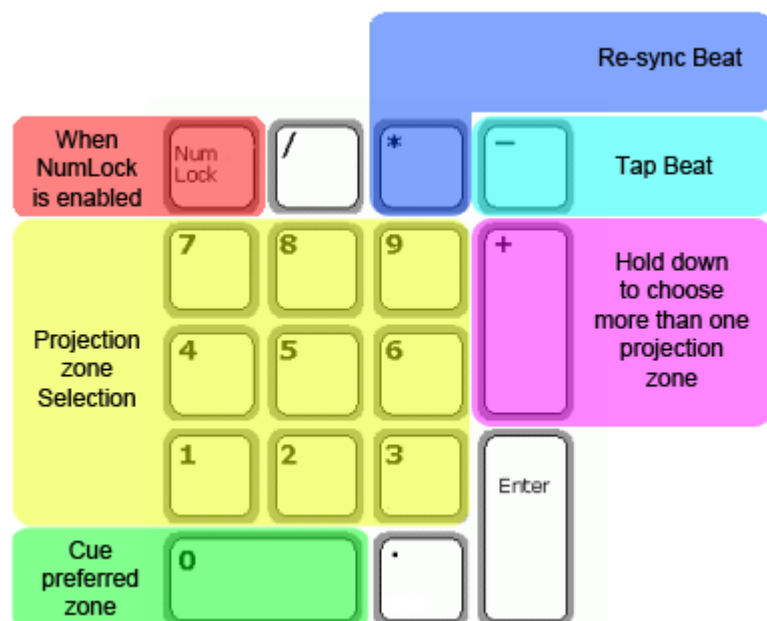 Re-sync Beat
When
NumLock
is enabled
Num
Lock
/
*
−
Tap Beat
7
8
9
+
Hold down
to choose
more than one
projection
zone
Projection
zone
Selection
4
5
6
1
2
3
Enter
Cue
preferred
zone
0
.